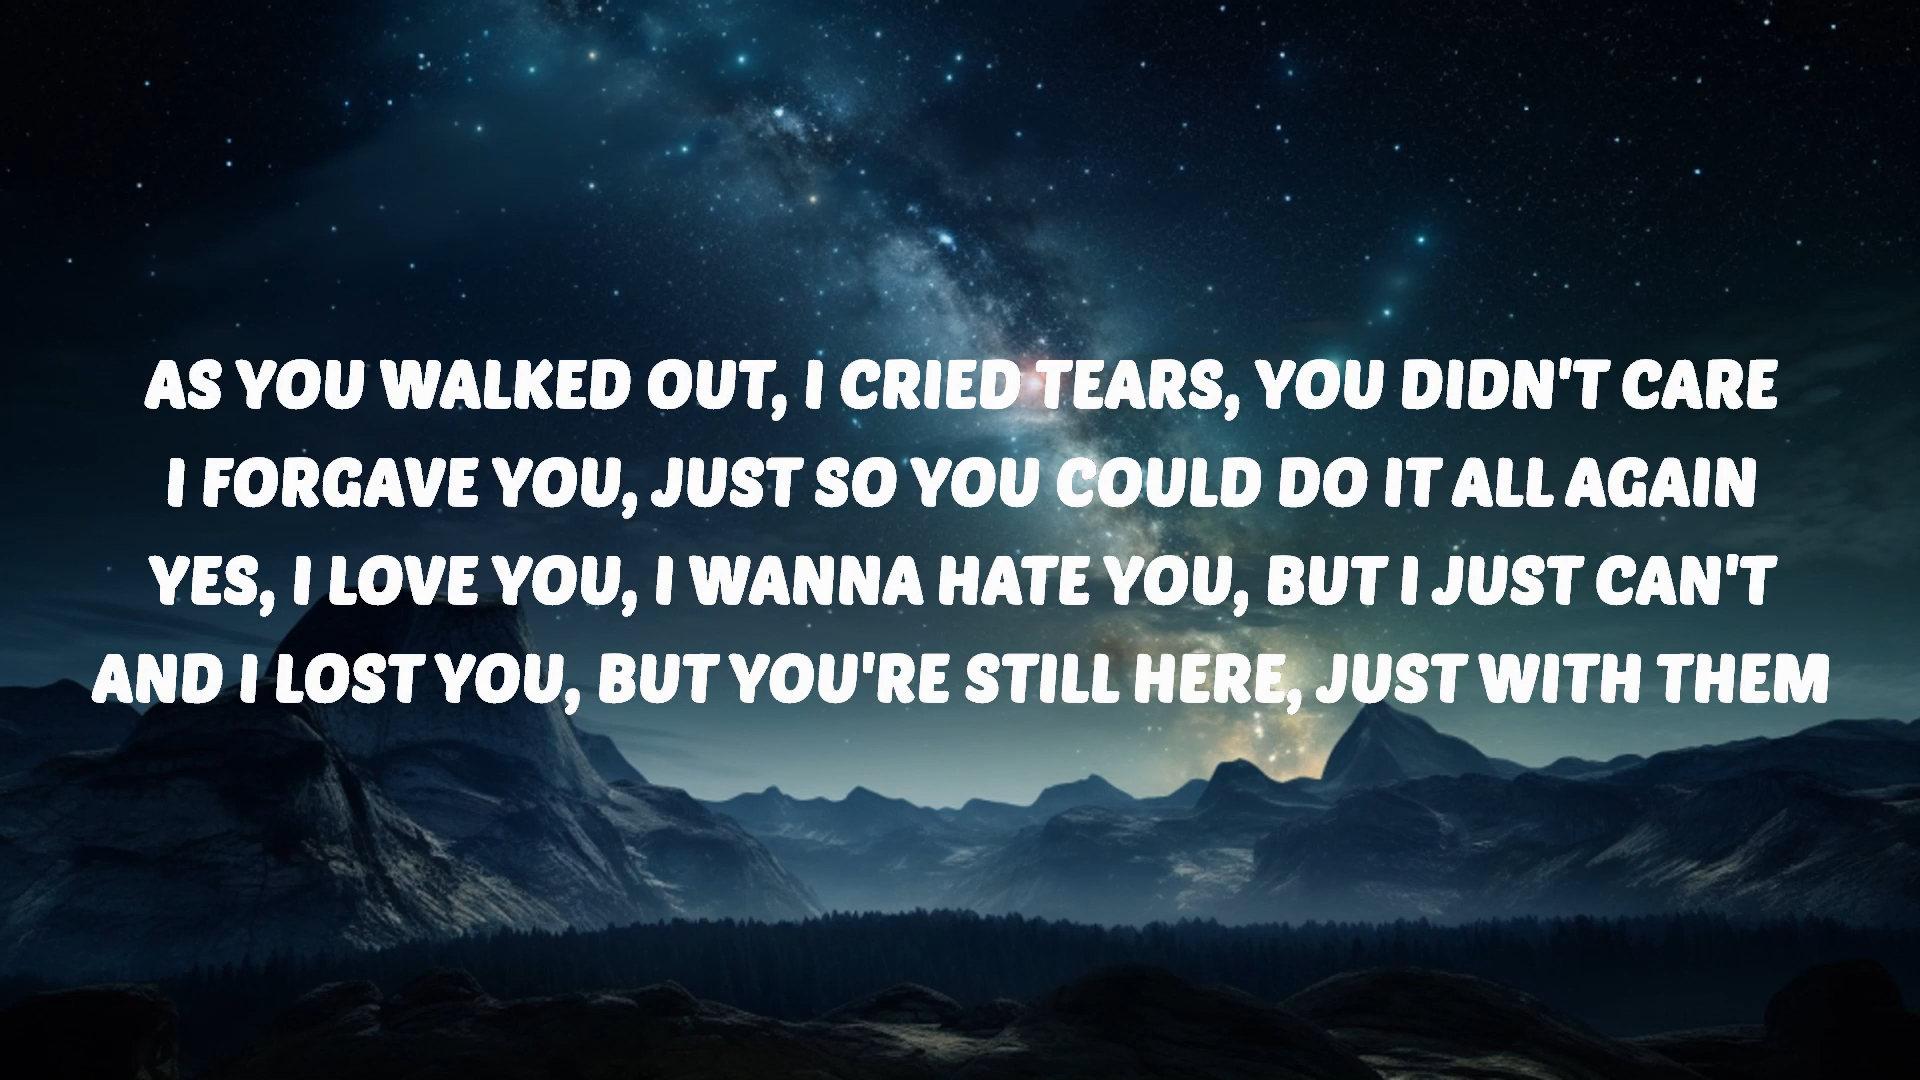 AS YOU WALKED OUT, I CRIED TEARS, YOU DIDN'T CARE
I FORGAVE YOU, JUST SO YOU COULD DO IT ALL AGAIN
YES, I LOVE YOU, I WANNA HATE YOU, BUT I JUST CAN'T
AND I LOST YOU, BUT YOU'RE STILL HERE, JUST WITH THEM